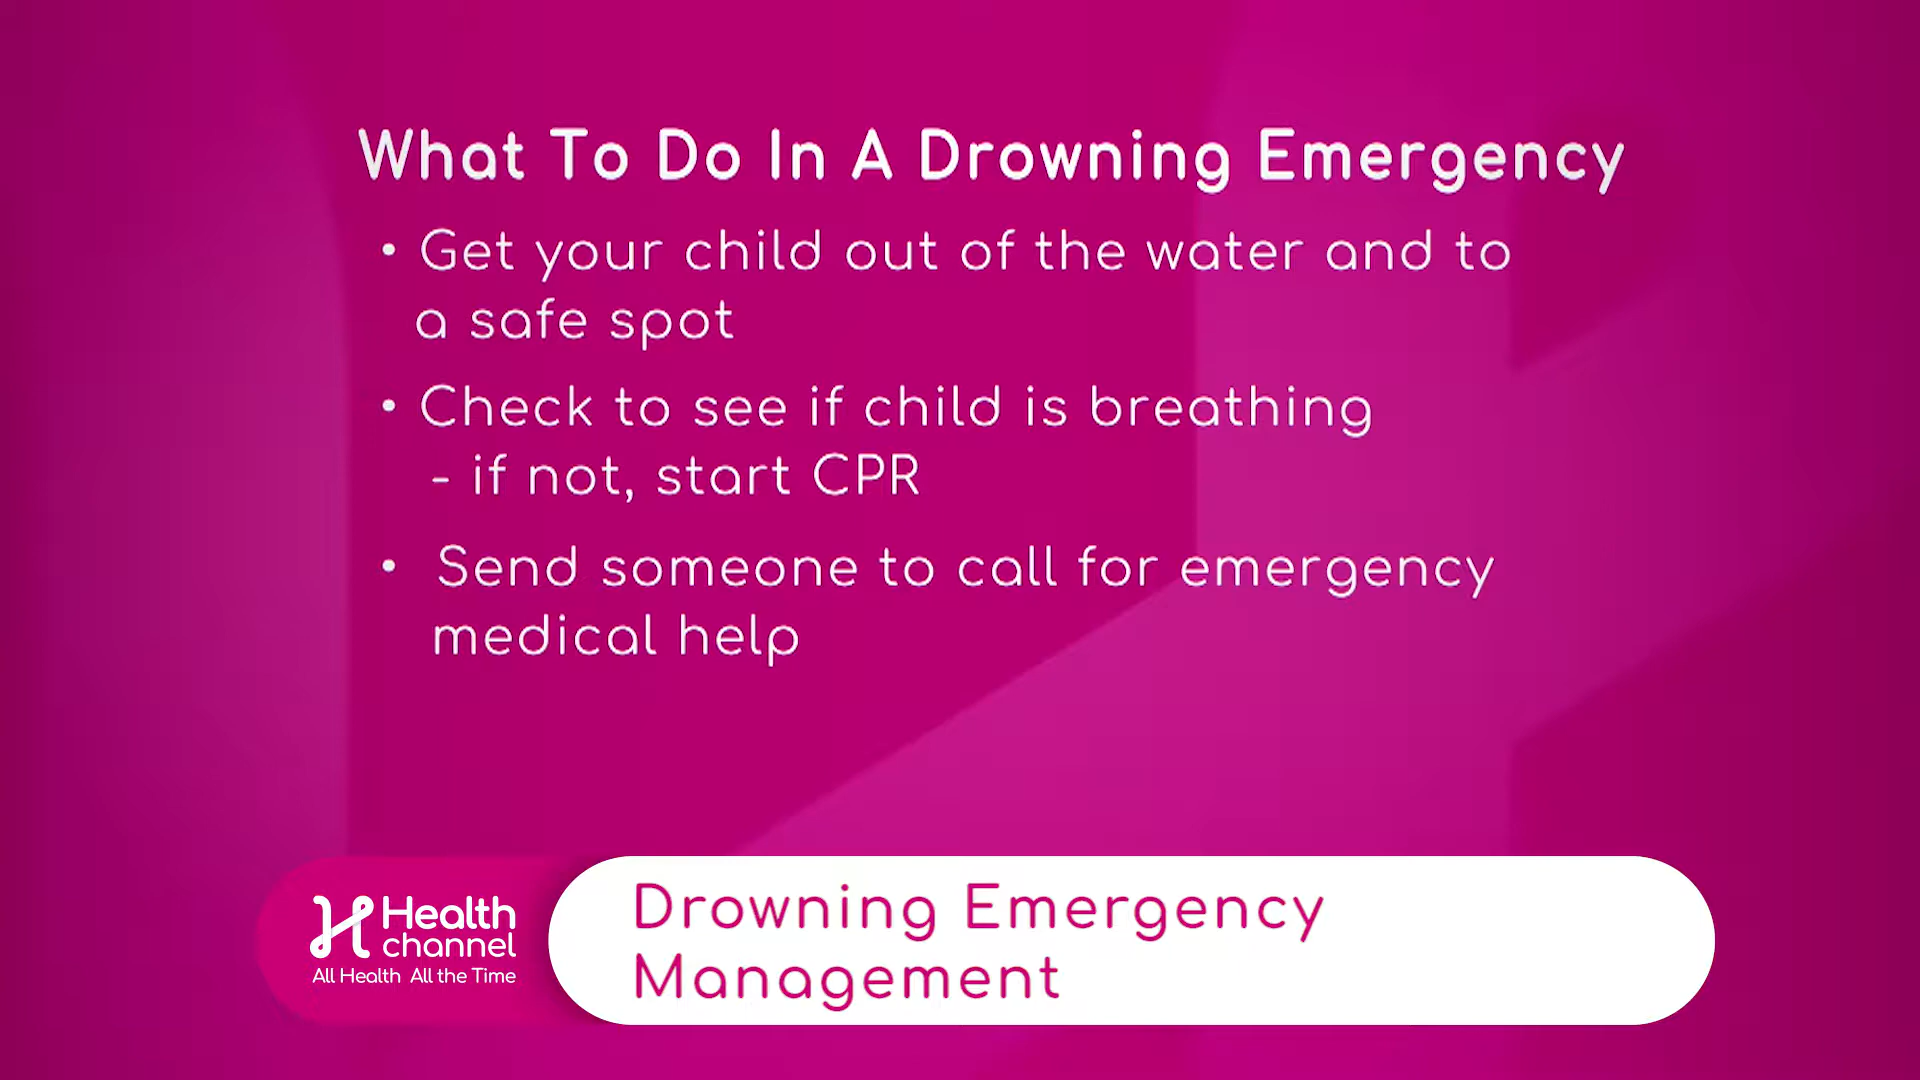 What To Do In A Drowning Emergency
• Get your child out of the water and to
a safe spot
• Check to see if child is breathing
- if not, start CPR
• Send someone to call for emergency
medical help
Health
channel
All Health All the Time
Drowning Emergency
Management